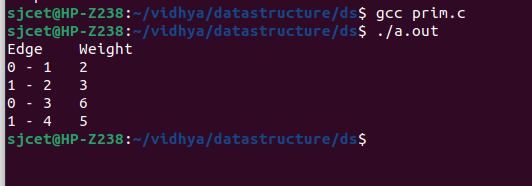 sjcet@HP-Z238:~/vidhya/datastructure/ds$ gcc prim.c
sjcet@HP-Z238:~/vidhya/datastructure/ds$ ./a.out
Edge Weight
0 - 1 2
1 - 2 3
0 - 3 6
1 - 4 5
sjcet@HP-Z238:~/vidhya/datastructure/ds$